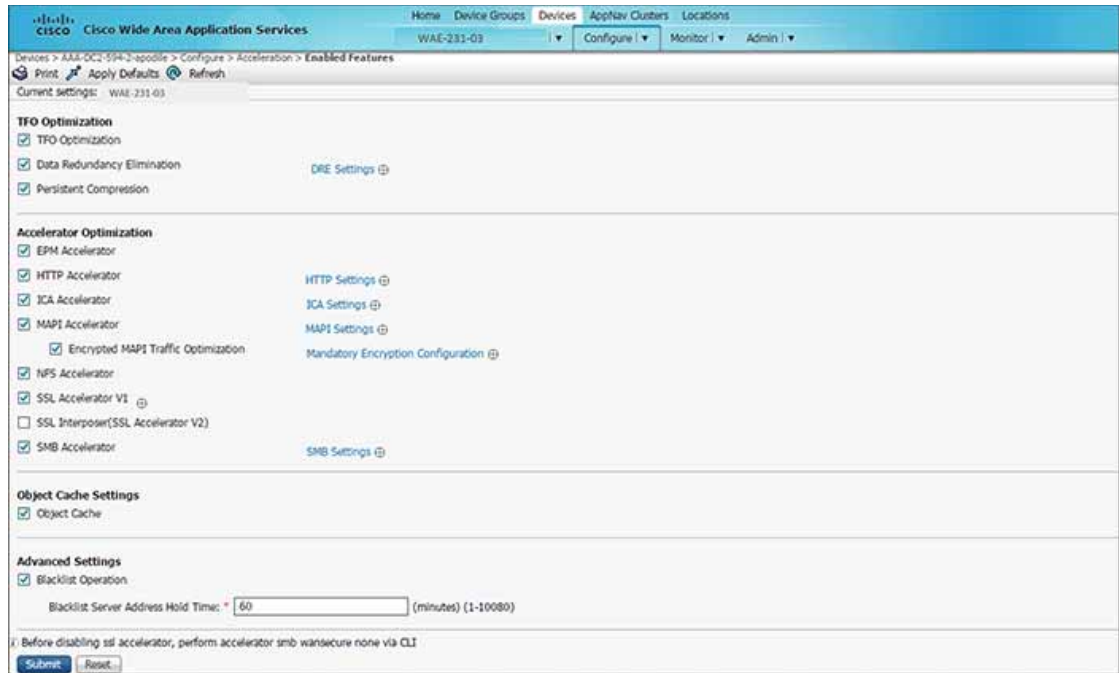 Home Device Groups Devices AppNav Clusters Locations
CISCO Cisco Wide Area Application Services
WAE-231-03 Configure Monitor Admin
Devices > AAA-DC2-594-2-apodile > Configure > Acceleration > Enabled Features
Print Apply Defaults Refresh
Current settings: WAE-231-03
TFO Optimization
TFO Optimization
Data Redundancy Elimination DRE Settings
Persistent Compression
Accelerator Optimization
EPM Accelerator
HTTP Accelerator HTTP Settings
ICA Accelerator ICA Settings
MAPI Accelerator MAPI Settings
Encrypted MAPI Traffic Optimization Mandatory Encryption Configuration
NFS Accelerator
SSL Accelerator V1
SSL Interposer(SSL Accelerator V2)
SMB Accelerator SMB Settings
Object Cache Settings
Object Cache
Advanced Settings
Blacklist Operation
Blacklist Server Address Hold Time: * 60 (minutes) (1-10080)
Before disabling ssl accelerator, perform accelerator smb wansecure none via CLI
Submit Reset